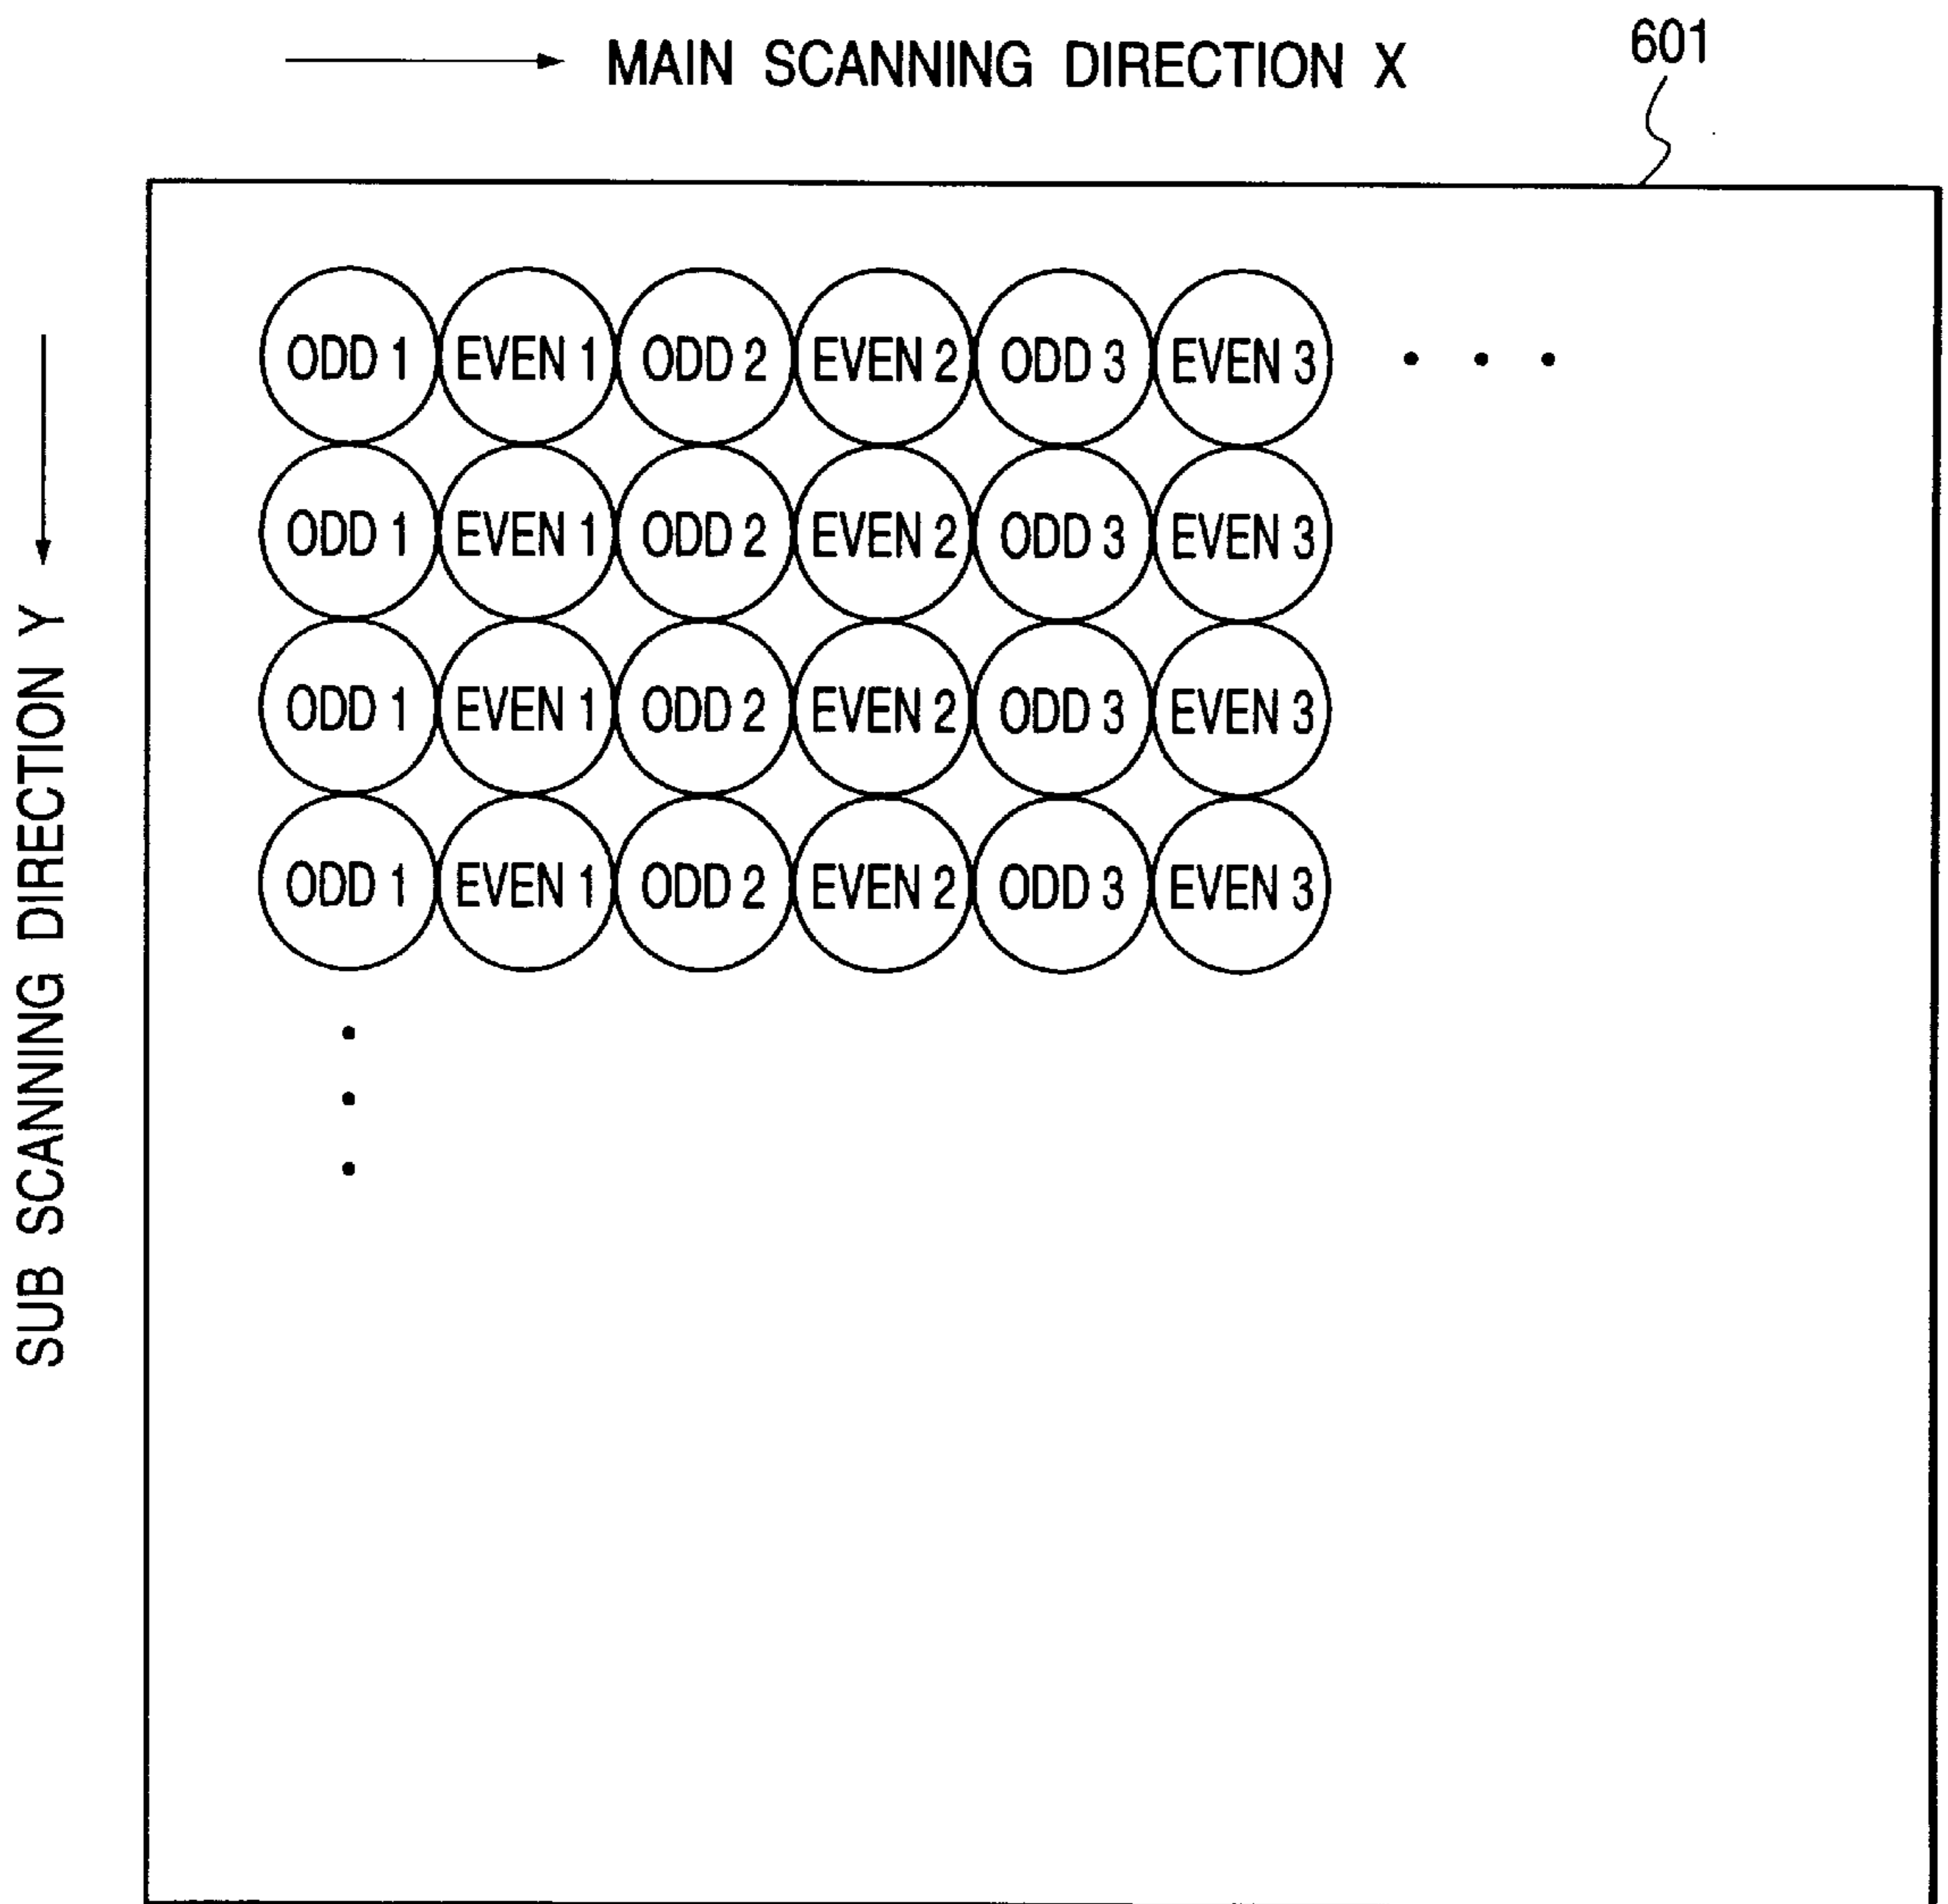 MAIN SCANNING DIRECTION X
601
SUB SCANNING DIRECTION Y
ODD 1 EVEN 1 ODD 2 EVEN 2 ODD 3 EVEN 3 . . .
ODD 1 EVEN 1 ODD 2 EVEN 2 ODD 3 EVEN 3
ODD 1 EVEN 1 ODD 2 EVEN 2 ODD 3 EVEN 3
ODD 1 EVEN 1 ODD 2 EVEN 2 ODD 3 EVEN 3